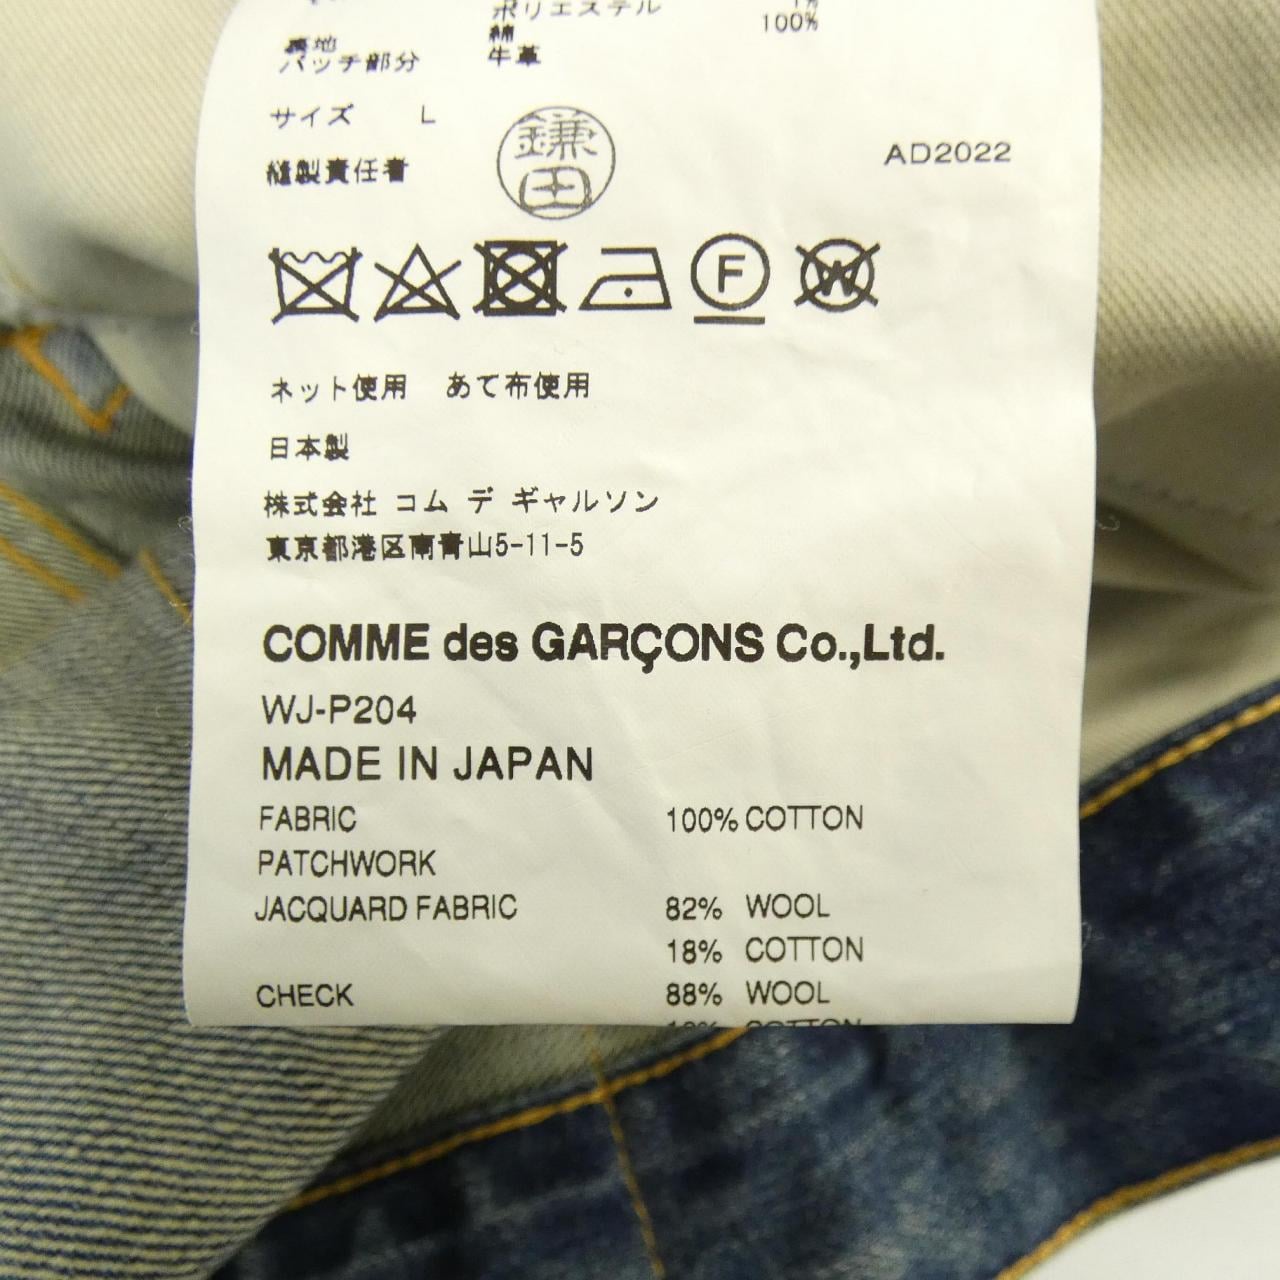 ポリエステル 1%
綿 100%
裏地
パッチ部分 牛革
サイズ L
縫製責任者 鎌田 AD2022
F W
ネット使用 あて布使用
日本製
株式会社 コム デ ギャルソン
東京都港区南青山5-11-5
COMME des GARÇONS Co.,Ltd.
WJ-P204
MADE IN JAPAN
FABRIC 100% COTTON
PATCHWORK
JACQUARD FABRIC 82% WOOL
18% COTTON
CHECK 88% WOOL
COTTON